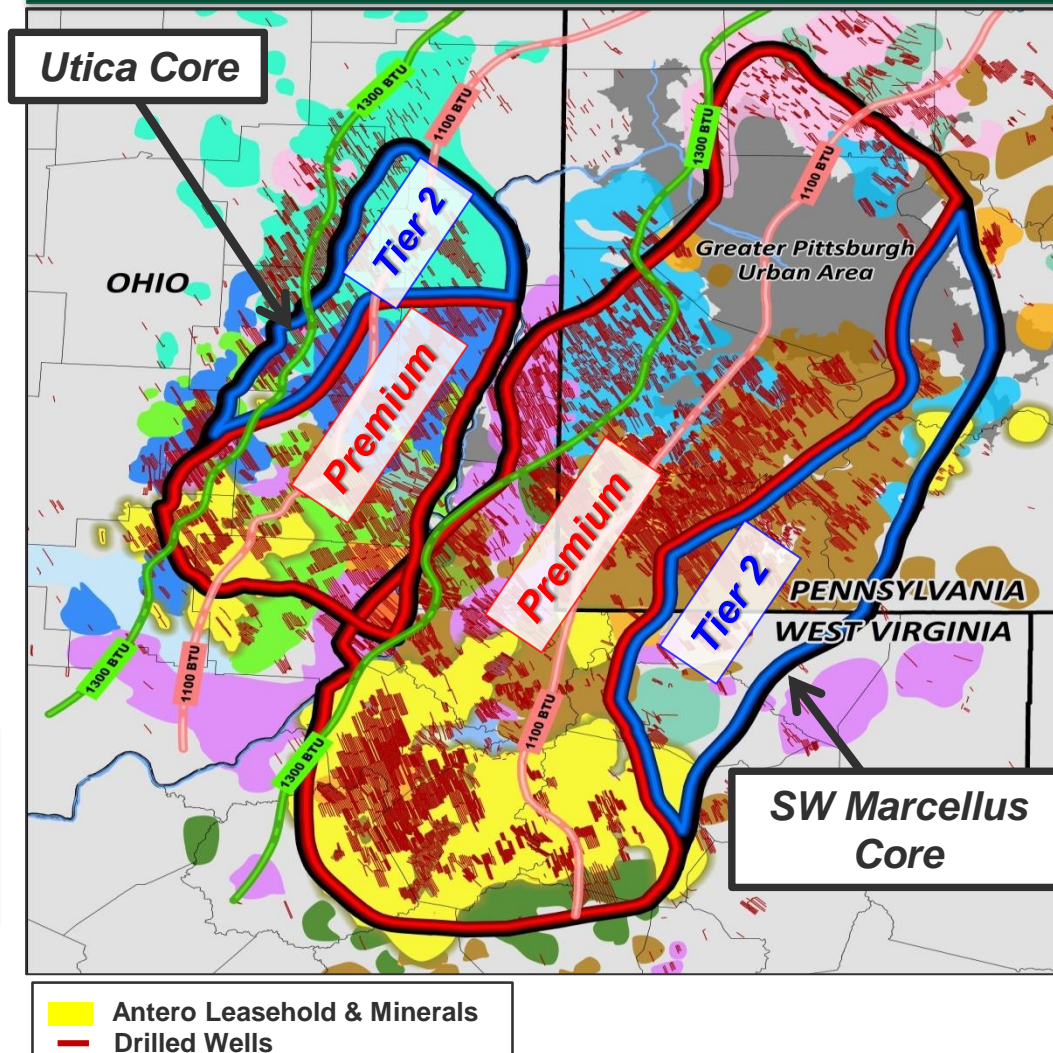 Utica Core
1300 BTU
1100 BTU
1300 BTU
1100 BTU
Tier 2
OHIO
Greater Pittsburgh
Urban Area
Premium
Premium
Tier 2
PENNSYLVANIA
WEST VIRGINIA
1300 BTU
1100 BTU
1300 BTU
1100 BTU
SW Marcellus
Core
Antero Leasehold & Minerals
Drilled Wells